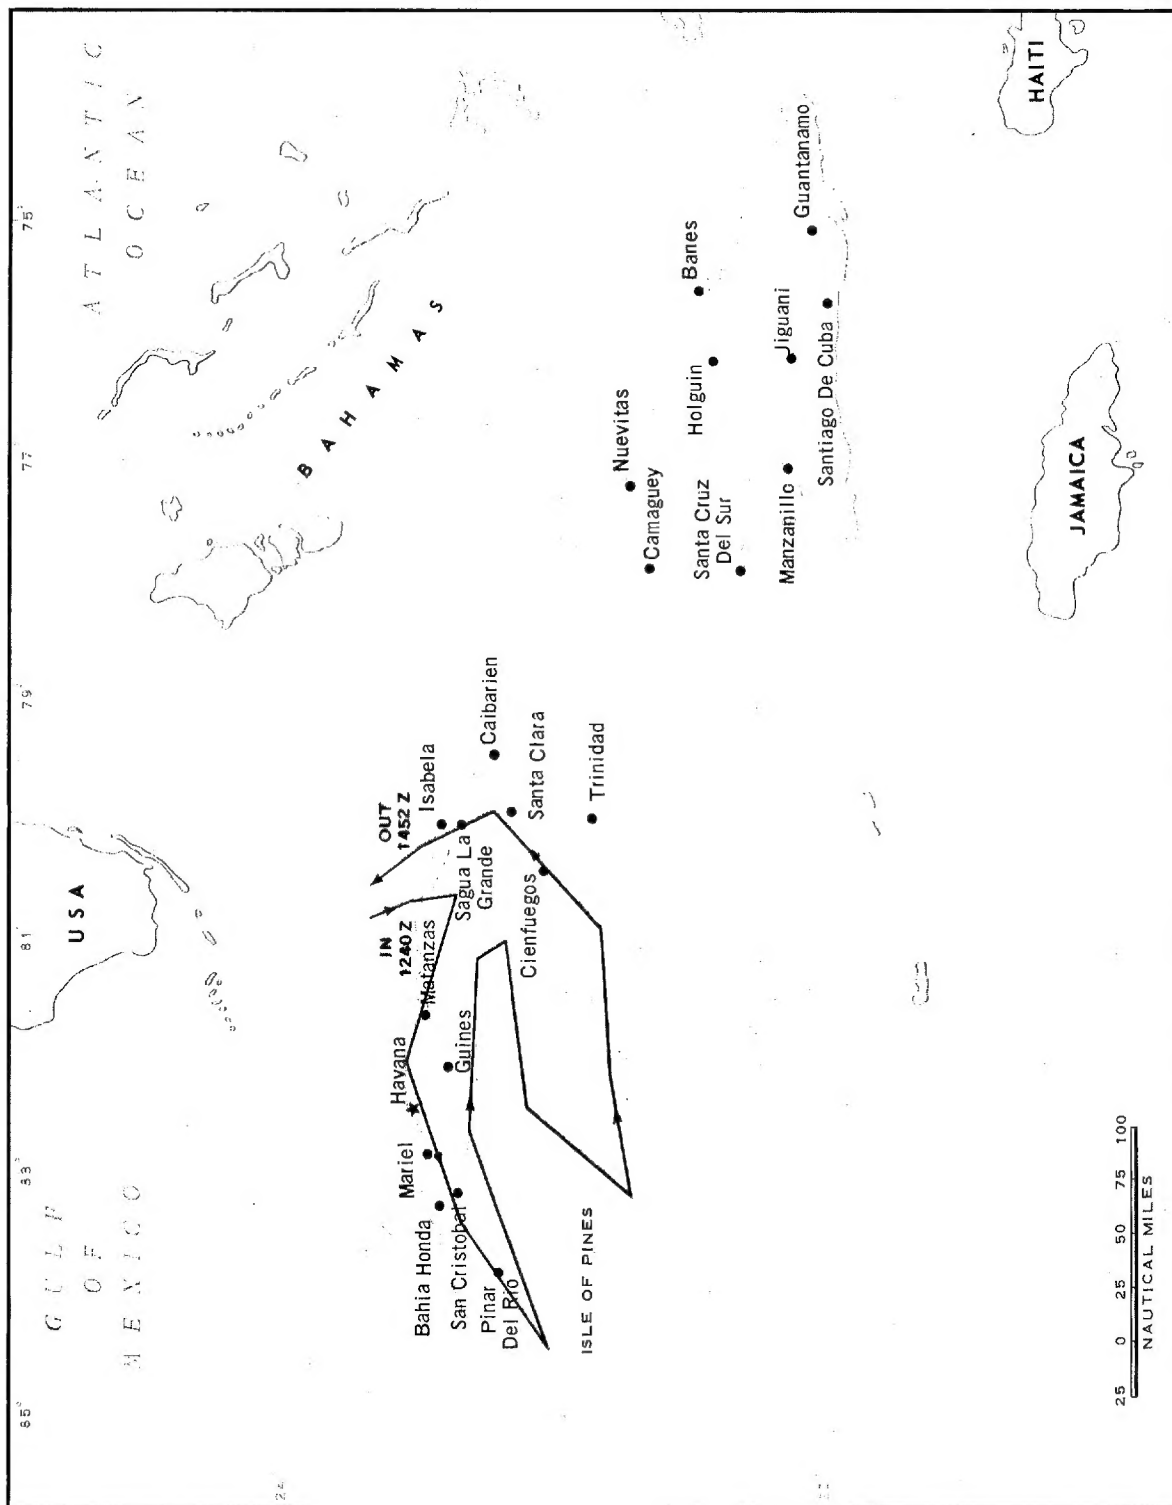 85°
83°
81°
79°
77
75°
GULF
OF
MEXICO
USA
ATLANTIC
OCEAN
BAHAMAS
24
IN
1240 Z
OUT
1452 Z
Havana
Mariel
Bahia Honda
San Cristobal
Pinar
Del Rio
Matanzas
Guines
Isabela
Sagua La
Grande
Caibarien
Santa Clara
Cienfuegos
Trinidad
ISLE OF PINES
Nuevitas
Camaguey
Santa Cruz
Del Sur
Holguin
Banes
Manzanillo
Jiguani
Santiago De Cuba
Guantanamo
HAITI
JAMAICA
25 0 25 50 75 100
NAUTICAL MILES